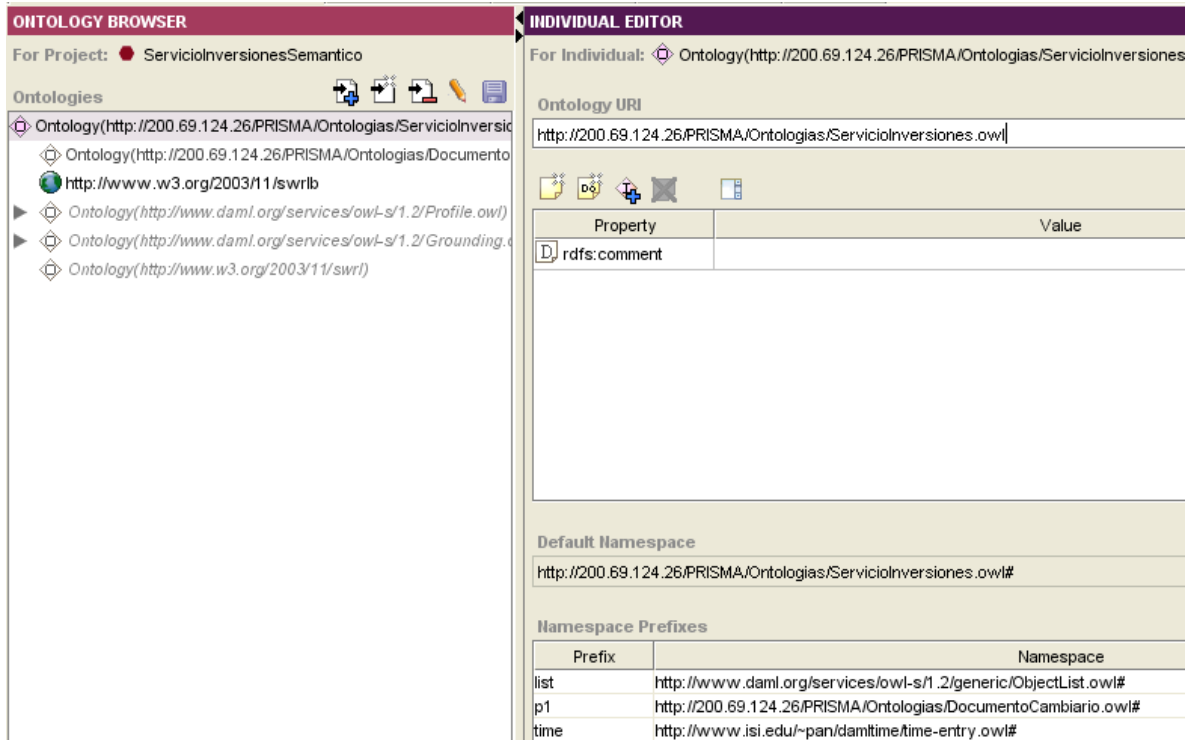 ONTOLOGY BROWSER
For Project: ServicioInversionesSemantico
Ontologies
Ontology(http://200.69.124.26/PRISMA/Ontologias/ServicioInversic
Ontology(http://200.69.124.26/PRISMA/Ontologias/Documento
http://www.w3.org/2003/11/swrlb
Ontology(http://www.daml.org/services/owl-s/1.2/Profile.owl)
Ontology(http://www.daml.org/services/owl-s/1.2/Grounding.o
Ontology(http://www.w3.org/2003/11/swrl)
INDIVIDUAL EDITOR
For Individual: Ontology(http://200.69.124.26/PRISMA/Ontologias/ServicioInversiones
Ontology URI
http://200.69.124.26/PRISMA/Ontologias/ServicioInversiones.owl
Property Value
rdfs:comment
Default Namespace
http://200.69.124.26/PRISMA/Ontologias/ServicioInversiones.owl#
Namespace Prefixes
Prefix Namespace
list http://www.daml.org/services/owl-s/1.2/generic/ObjectList.owl#
p1 http://200.69.124.26/PRISMA/Ontologias/DocumentoCambiario.owl#
time http://www.isi.edu/~pan/damltime/time-entry.owl#